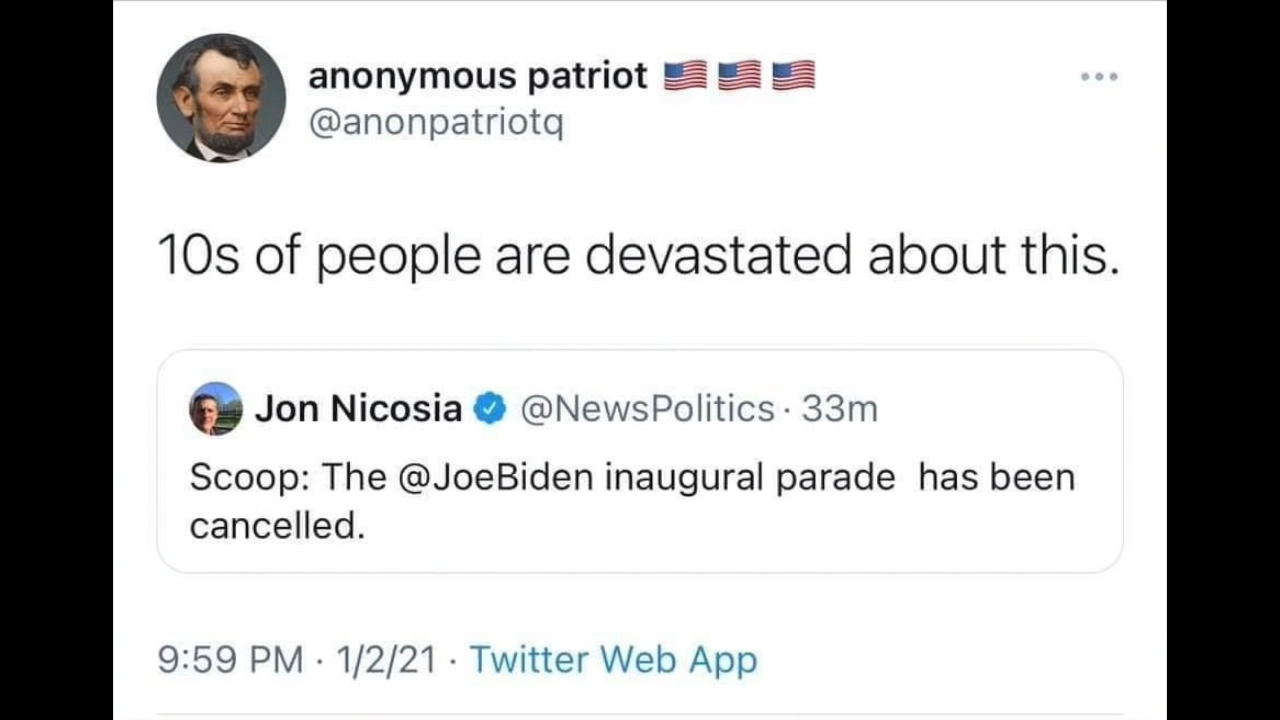 anonymous patriot 🇺🇸 🇺🇸 🇺🇸
@anonpatriotq
10s of people are devastated about this.
Jon Nicosia @NewsPolitics · 33m
Scoop: The @JoeBiden inaugural parade has been
cancelled.
9:59 PM · 1/2/21 · Twitter Web App